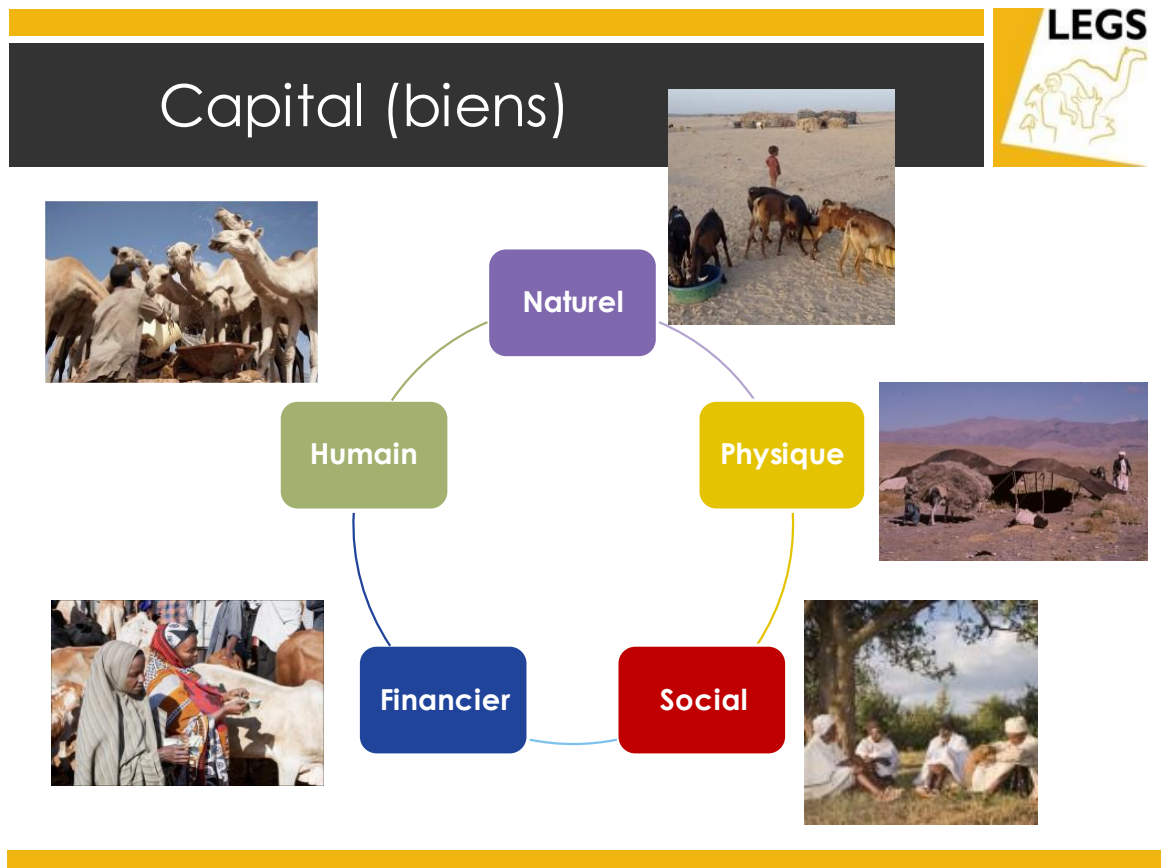 LEGS
Capital (biens)
Naturel
Humain
Physique
Financier
Social